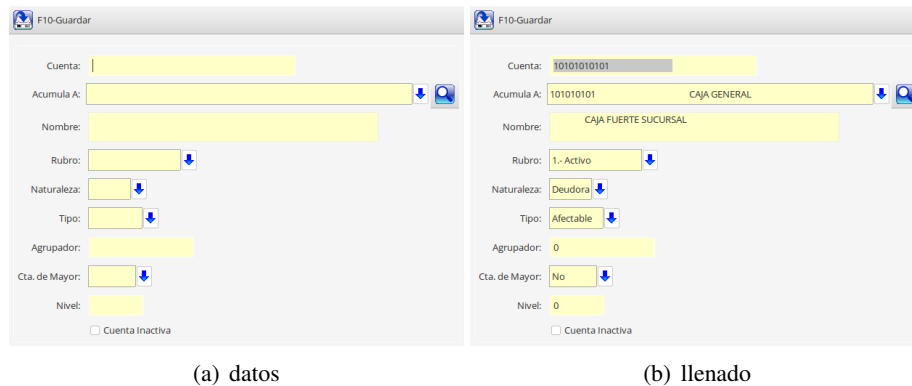 F10-Guardar
Cuenta:
Acumula A:
Nombre:
Rubro:
Naturaleza:
Tipo:
Agrupador:
Cta. de Mayor:
Nivel:
Cuenta Inactiva
(a) datos
F10-Guardar
Cuenta: 10101010101
Acumula A: 101010101 CAJA GENERAL
Nombre: CAJA FUERTE SUCURSAL
Rubro: 1.- Activo
Naturaleza: Deudora
Tipo: Afectable
Agrupador: 0
Cta. de Mayor: No
Nivel: 0
Cuenta Inactiva
(b) llenado